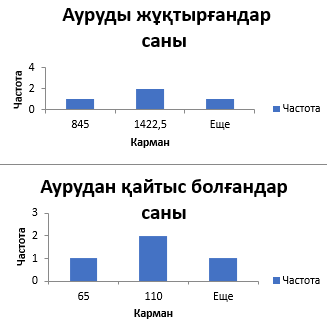 Ауруды жұқтырғандар
саны
4
2
0
Частота
845 1422,5 Еще
Карман
Частота
Аурудан қайтыс болғандар
саны
3
2
1
0
Частота
65 110 Еще
Карман
Частота